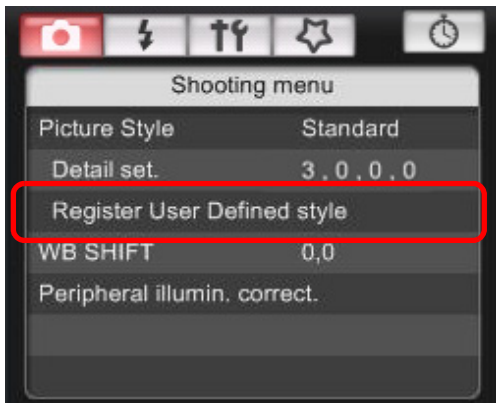 Shooting menu
Picture Style Standard
Detail set. 3 , 0 , 0 , 0
Register User Defined style
WB SHIFT 0,0
Peripheral illumin. correct.